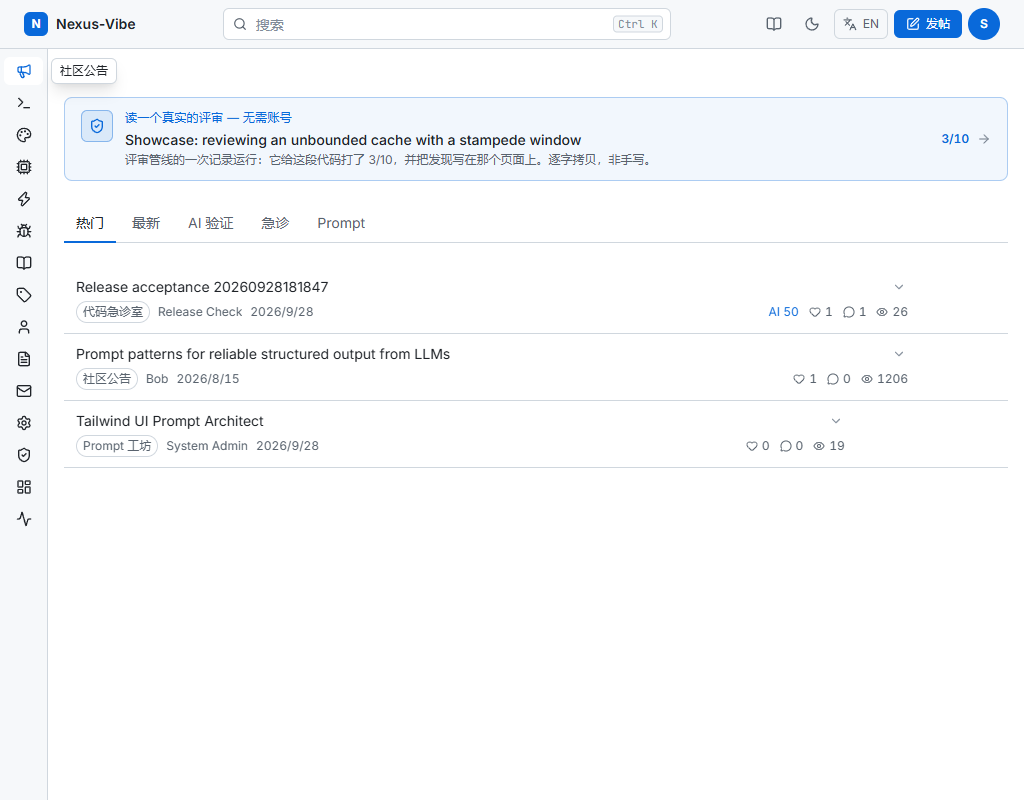 N Nexus-Vibe 搜索 Ctrl K EN 发帖 S
社区公告
读一个真实的评审 — 无需账号
Showcase: reviewing an unbounded cache with a stampede window
3/10
评审管线的一次记录运行：它给这段代码打了 3/10，并把发现写在那个页面上。逐字拷贝，非手写。
热门 最新 AI 验证 急诊 Prompt
Release acceptance 20260928181847
代码急诊室 Release Check 2026/9/28 AI 50 1 1 26
Prompt patterns for reliable structured output from LLMs
社区公告 Bob 2026/8/15 1 0 1206
Tailwind UI Prompt Architect
Prompt 工坊 System Admin 2026/9/28 0 0 19